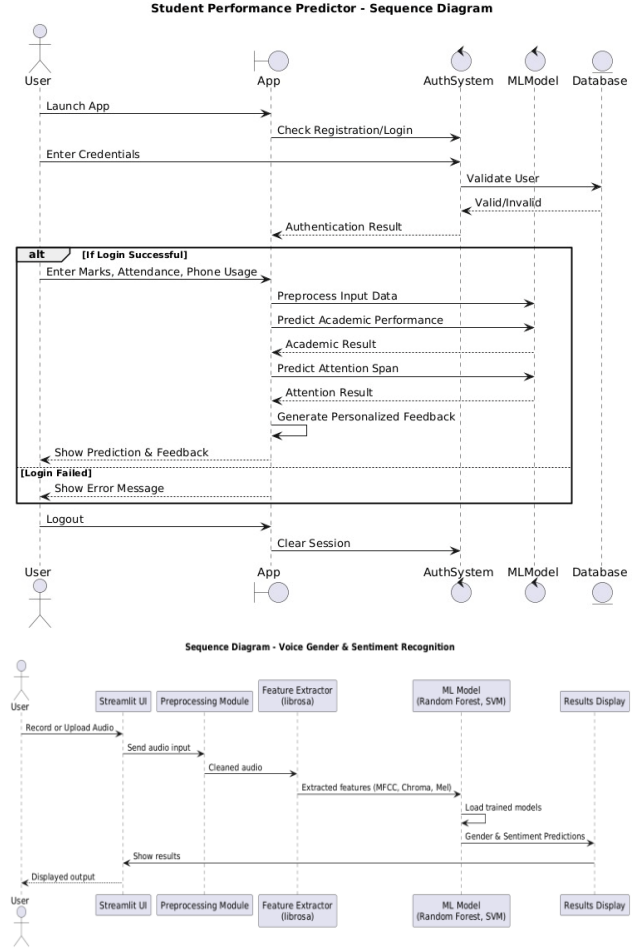 Student Performance Predictor - Sequence Diagram
User App AuthSystem MLModel Database
Launch App
Check Registration/Login
Enter Credentials
Validate User
Valid/Invalid
Authentication Result
alt [If Login Successful]
Enter Marks, Attendance, Phone Usage
Preprocess Input Data
Predict Academic Performance
Academic Result
Predict Attention Span
Attention Result
Generate Personalized Feedback
Show Prediction & Feedback
[Login Failed]
Show Error Message
Logout
Clear Session
User App AuthSystem MLModel Database
Sequence Diagram - Voice Gender & Sentiment Recognition
User Streamlit UI Preprocessing Module Feature Extractor (librosa) ML Model (Random Forest, SVM) Results Display
Record or Upload Audio
Send audio input
Cleaned audio
Extracted features (MFCC, Chroma, Mel)
Load trained models
Gender & Sentiment Predictions
Show results
Displayed output
User Streamlit UI Preprocessing Module Feature Extractor (librosa) ML Model (Random Forest, SVM) Results Display